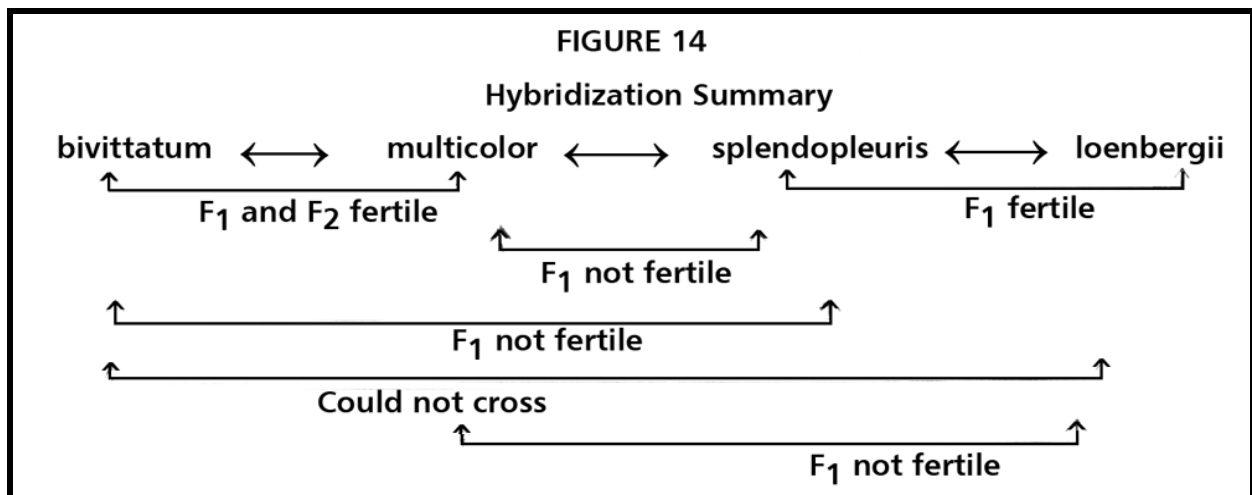 FIGURE 14
Hybridization Summary
bivittatum ⟷ multicolor ⟷ splendopleuris ⟷ loenbergii
F₁ and F₂ fertile
F₁ fertile
F₁ not fertile
F₁ not fertile
Could not cross
F₁ not fertile